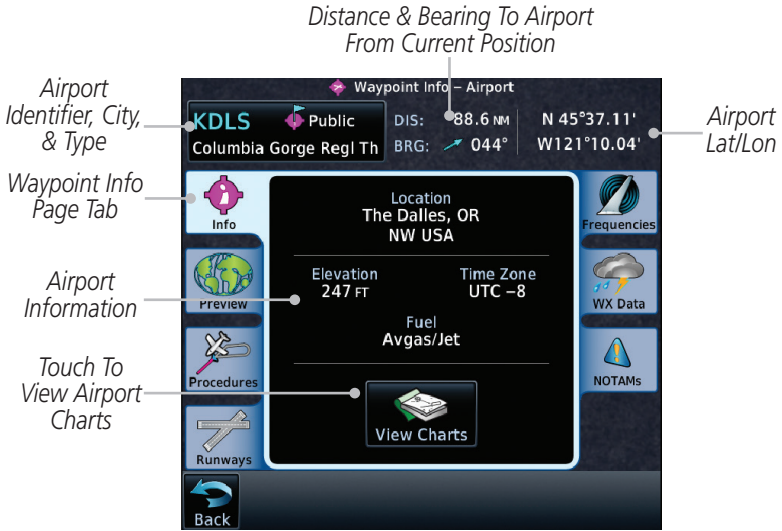 Distance & Bearing To Airport
From Current Position
Airport
Identifier, City,
& Type
Waypoint Info
Page Tab
Airport
Information
Touch To
View Airport
Charts
Airport
Lat/Lon
Waypoint Info – Airport
KDLS Public
Columbia Gorge Regl Th
DIS: 88.6 NM
BRG: 044°
N 45°37.11'
W121°10.04'
Info
Preview
Procedures
Runways
Location
The Dalles, OR
NW USA
Elevation
247 FT
Time Zone
UTC –8
Fuel
Avgas/Jet
View Charts
Frequencies
WX Data
NOTAMs
Back